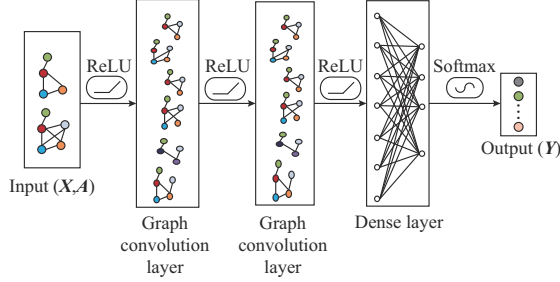 ReLU
ReLU
ReLU
Softmax
Input (X,A)
Graph
convolution
layer
Graph
convolution
layer
Dense layer
Output (Y)